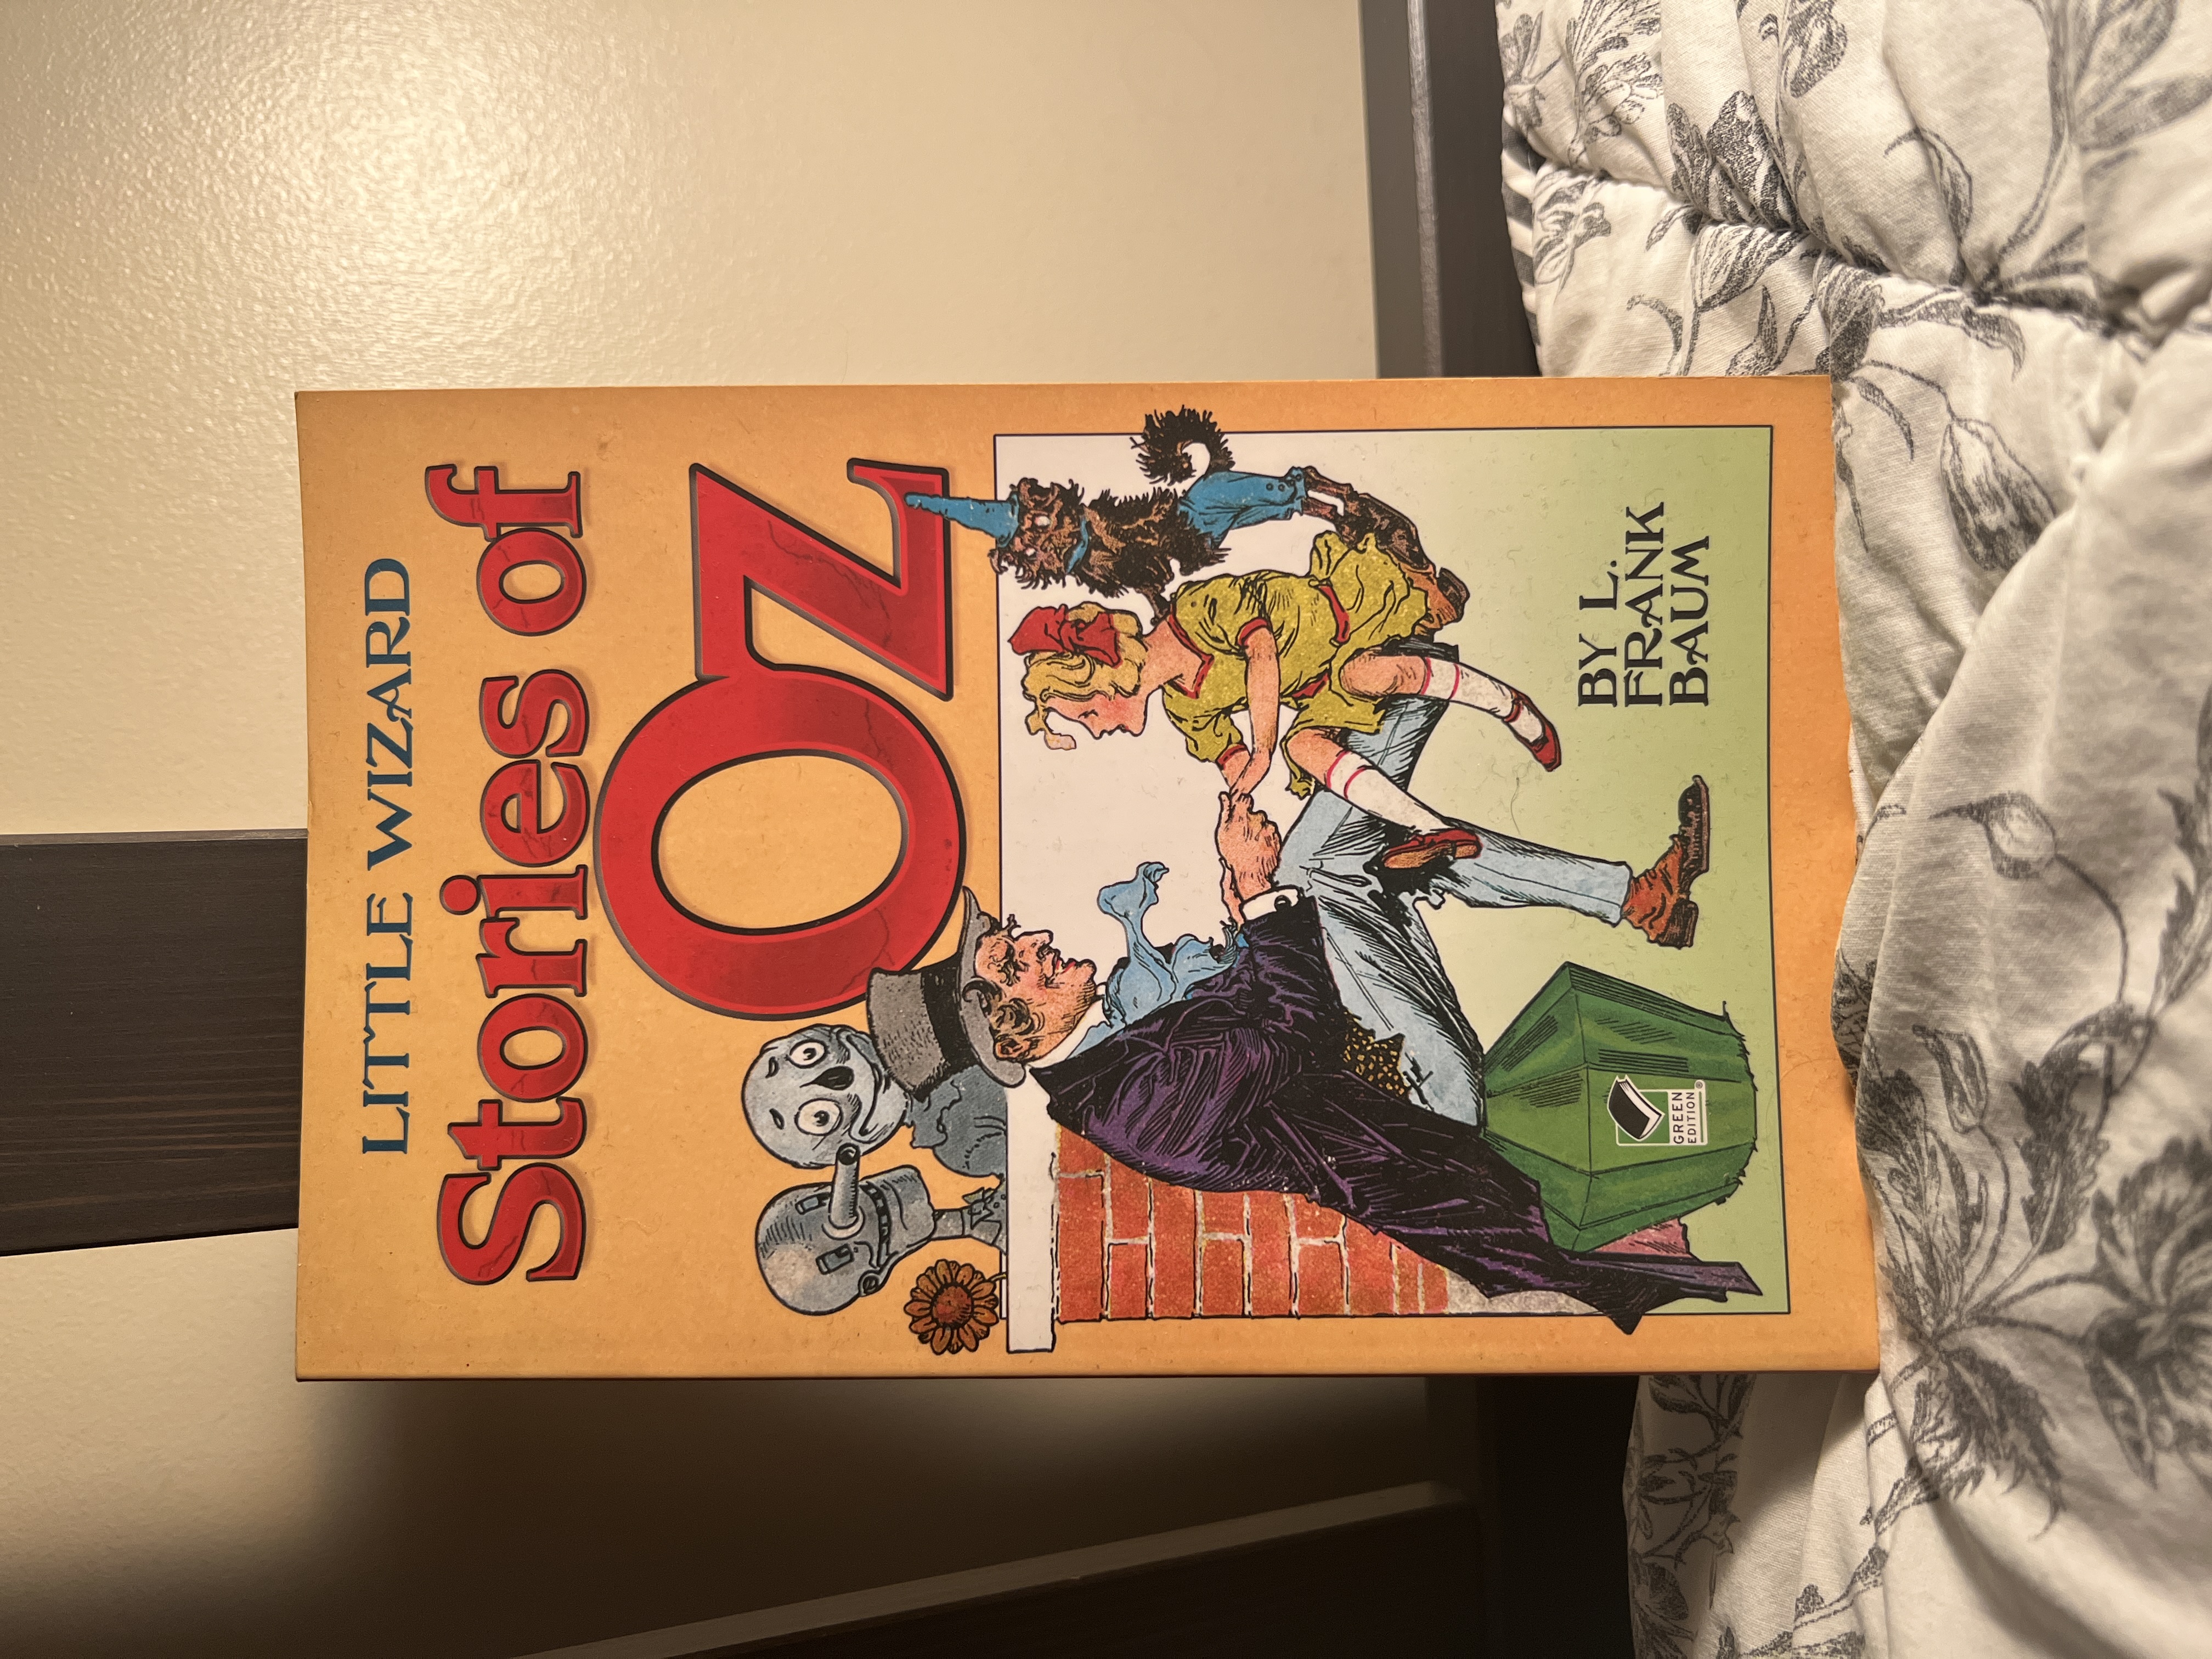 LITTLE WIZARD
Stories of
Oz
BY L.
FRANK
BAUM
GREEN
EDITION®